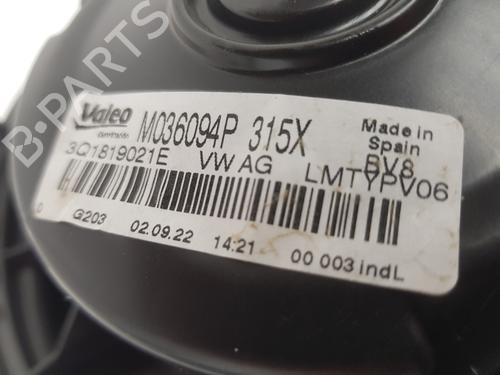 Valeo M036094P 315X Made in Spain
3Q1819021E VW AG LMTYPV06 BV8
G203 02.09.22 14:21 00 003 indL
B-PARTS